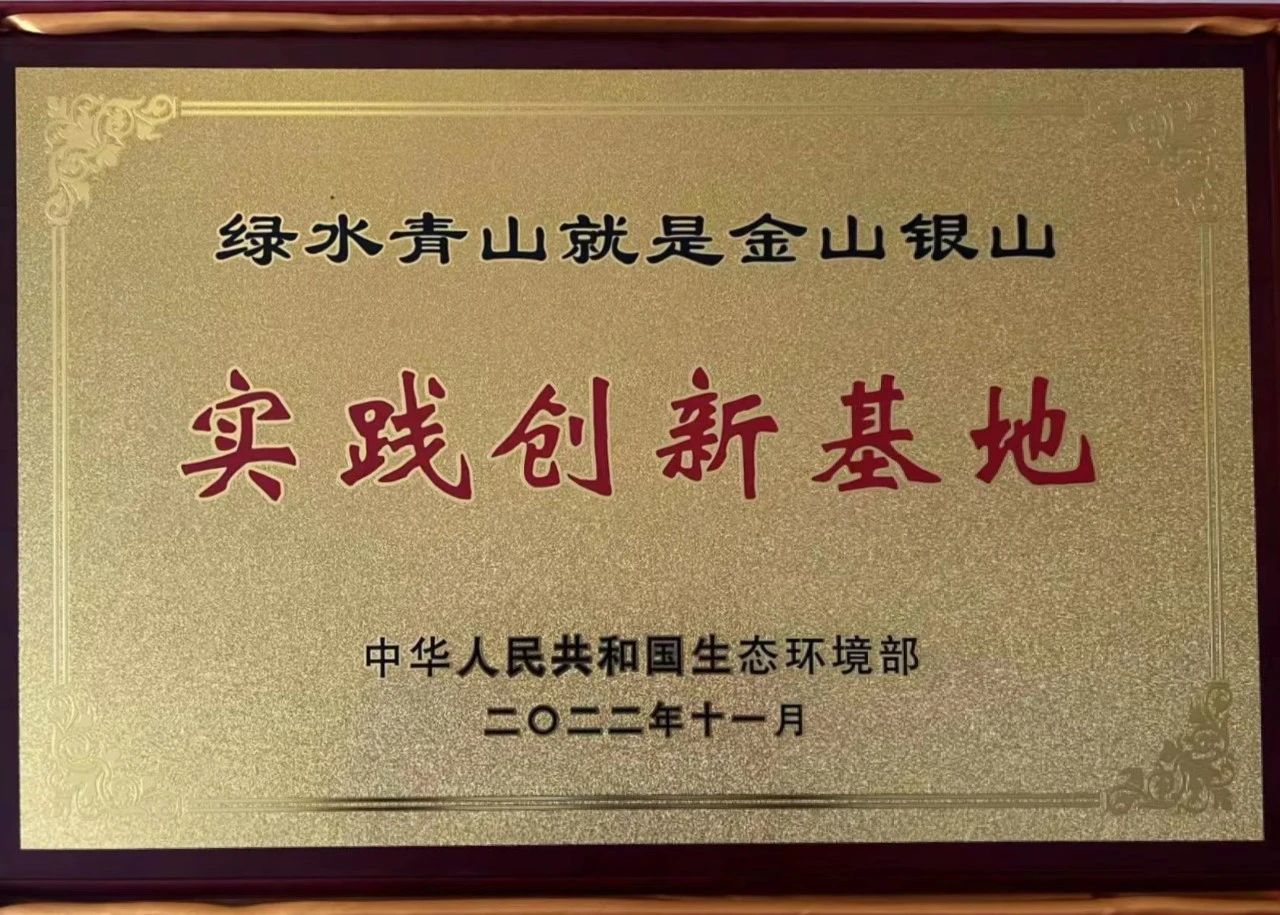 绿水青山就是金山银山
实践创新基地
中华人民共和国生态环境部
二〇二二年十一月